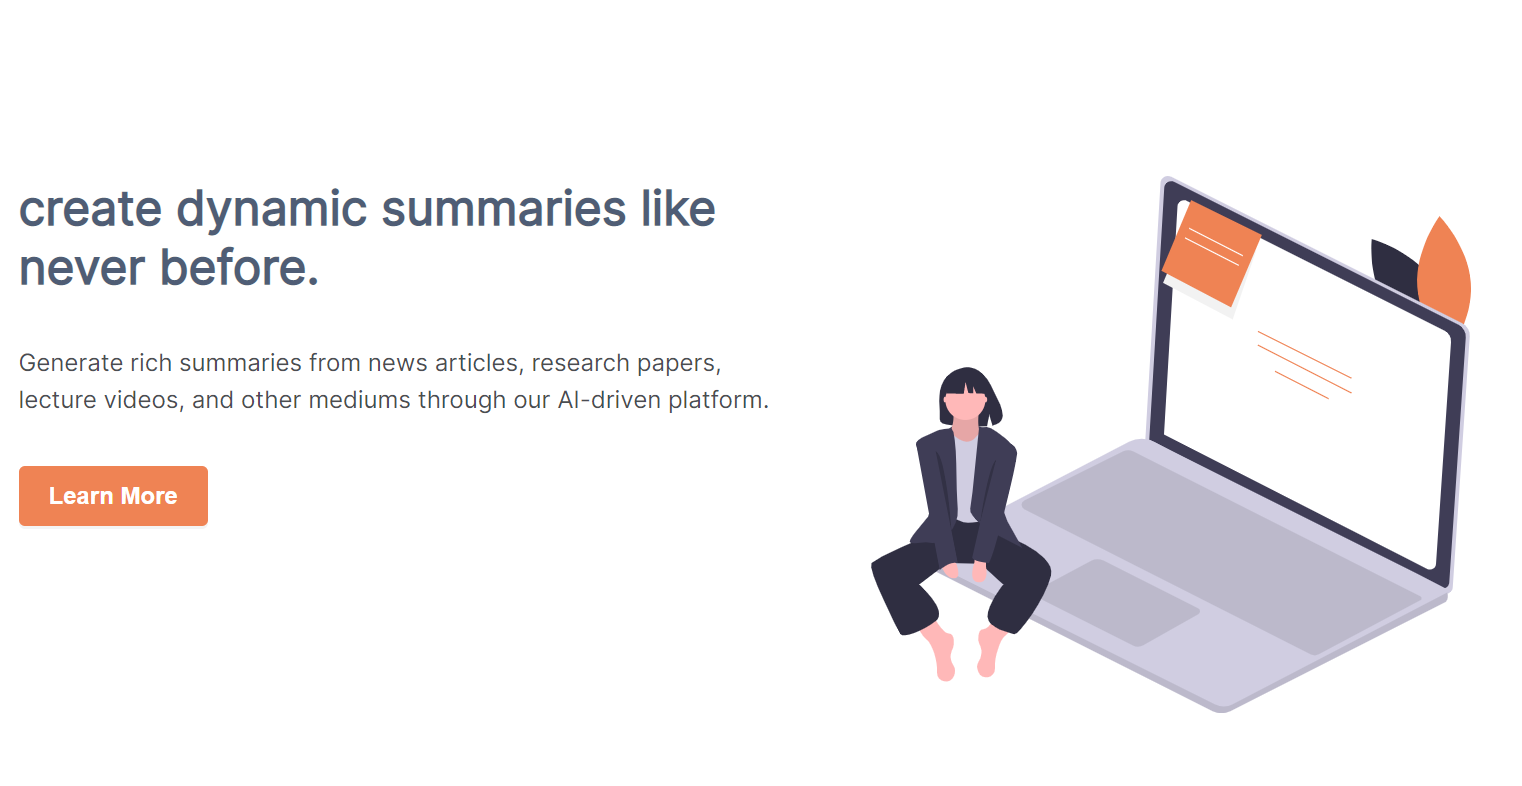 create dynamic summaries like
never before.
Generate rich summaries from news articles, research papers,
lecture videos, and other mediums through our AI-driven platform.
Learn More